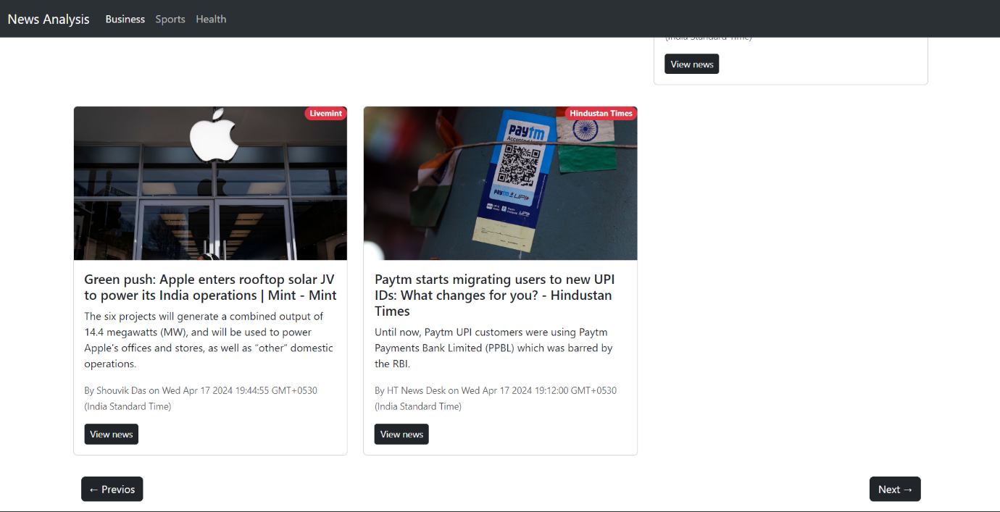 News Analysis Business Sports Health
(India Standard Time)
View news
Livemint
Green push: Apple enters rooftop solar JV
to power its India operations | Mint - Mint
The six projects will generate a combined output of
14.4 megawatts (MW), and will be used to power
Apple's offices and stores, as well as “other” domestic
operations.
By Shouvik Das on Wed Apr 17 2024 19:44:55 GMT+0530
(India Standard Time)
View news
Hindustan Times
paytm
Accepted
paytm UPI
Paytm starts migrating users to new UPI
IDs: What changes for you? - Hindustan
Times
Until now, Paytm UPI customers were using Paytm
Payments Bank Limited (PPBL) which was barred by
the RBI.
By HT News Desk on Wed Apr 17 2024 19:12:00 GMT+0530
(India Standard Time)
View news
← Previos
Next →